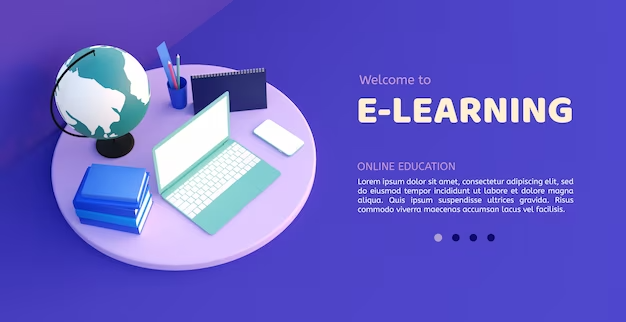 Welcome to
E-LEARNING
ONLINE EDUCATION
Lorem ipsum dolor sit amet, consectetur adipiscing elit,
sed do eiusmod tempor incididunt ut labore et dolore
magna aliqua. Quis ipsum suspendisse ultrices gravida.
Risus commodo viverra maecenas accumsan lacus vel facilisis.